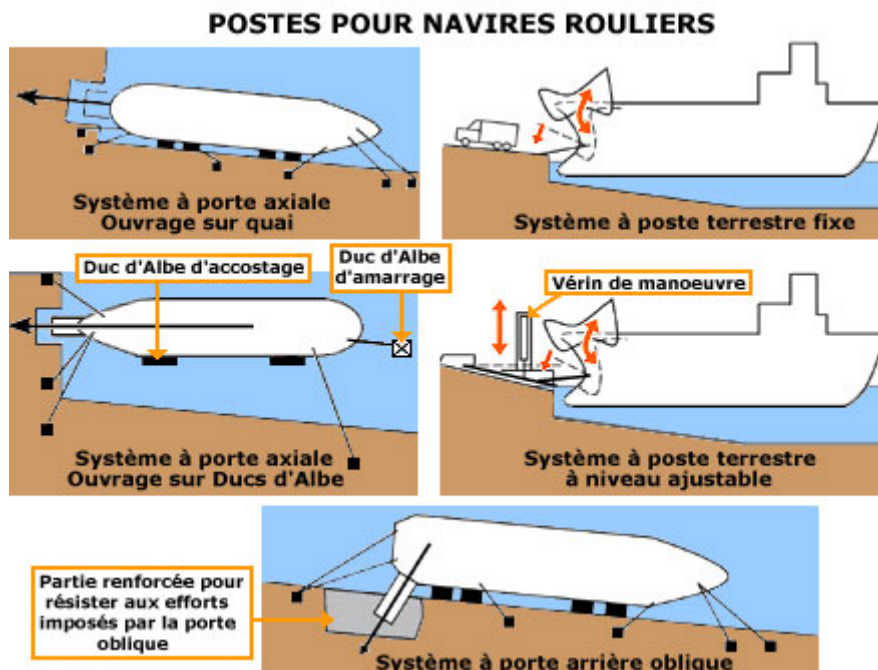 POSTES POUR NAVIRES ROULIERS
Système à porte axiale
Ouvrage sur quai
Système à poste terrestre fixe
Duc d'Albe d'accostage
Duc d'Albe
d'amarrage
Vérin de manoeuvre
Système à porte axiale
Ouvrage sur Ducs d'Albe
Système à poste terrestre
à niveau ajustable
Partie renforcée pour
résister aux efforts
imposés par la porte
oblique
Système à porte arrière oblique